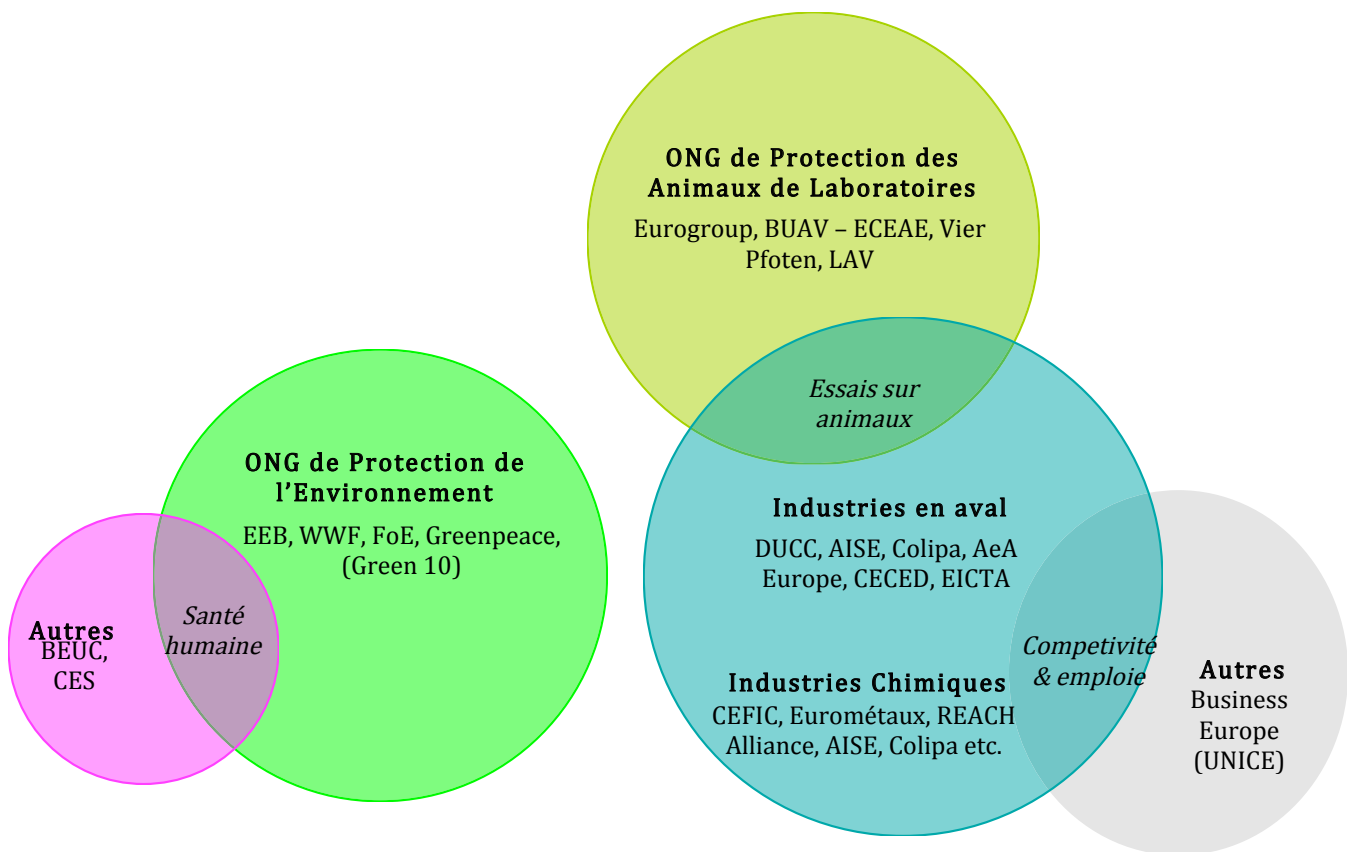 ONG de Protection des
Animaux de Laboratoires
Eurogroup, BUAV – ECEAE, Vier
Pfoten, LAV
Essais sur
animaux
ONG de Protection de
l’Environnement
EEB, WWF, FoE, Greenpeace,
(Green 10)
Santé
humaine
Autres
BEUC,
CES
Industries en aval
DUCC, AISE, Colipa, AeA
Europe, CECED, EICTA
Industries Chimiques
CEFIC, Eurométaux, REACH
Alliance, AISE, Colipa etc.
Competivité
& emploie
Autres
Business
Europe
(UNICE)